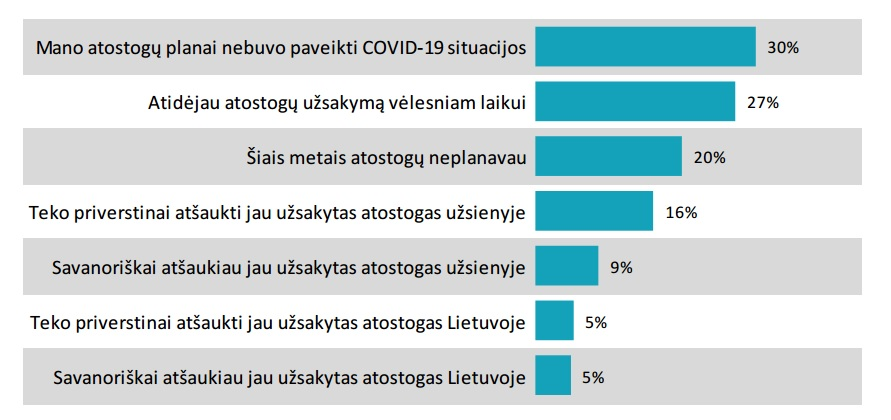 Mano atostogų planai nebuvo paveikti COVID-19 situacijos 30%
Atidėjau atostogų užsakymą vėlesniam laikui 27%
Šiais metais atostogų neplanavau 20%
Teko priverstinai atšaukti jau užsakytas atostogas užsienyje 16%
Savanoriškai atšaukiau jau užsakytas atostogas užsienyje 9%
Teko priverstinai atšaukti jau užsakytas atostogas Lietuvoje 5%
Savanoriškai atšaukiau jau užsakytas atostogas Lietuvoje 5%